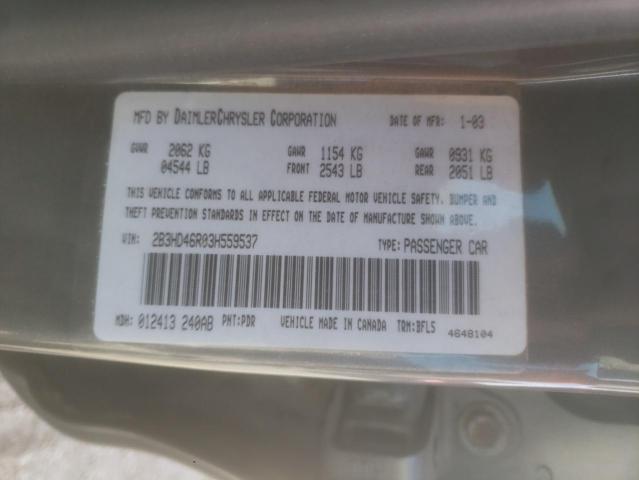 MFD BY DAIMLERCHRYSLER CORPORATION DATE OF MFR: 1-03
GVWR 2062 KG GAWR 1154 KG GAWR 0931 KG
04544 LB FRONT 2543 LB REAR 2051 LB
THIS VEHICLE CONFORMS TO ALL APPLICABLE FEDERAL MOTOR VEHICLE SAFETY, BUMPER AND
THEFT PREVENTION STANDARDS IN EFFECT ON THE DATE OF MANUFACTURE SHOWN ABOVE.
VIN: 2B3HD46R03H559537 TYPE: PASSENGER CAR
MDH: 012413 240AB PNT:PDR VEHICLE MADE IN CANADA TRM:BFL5 4648104